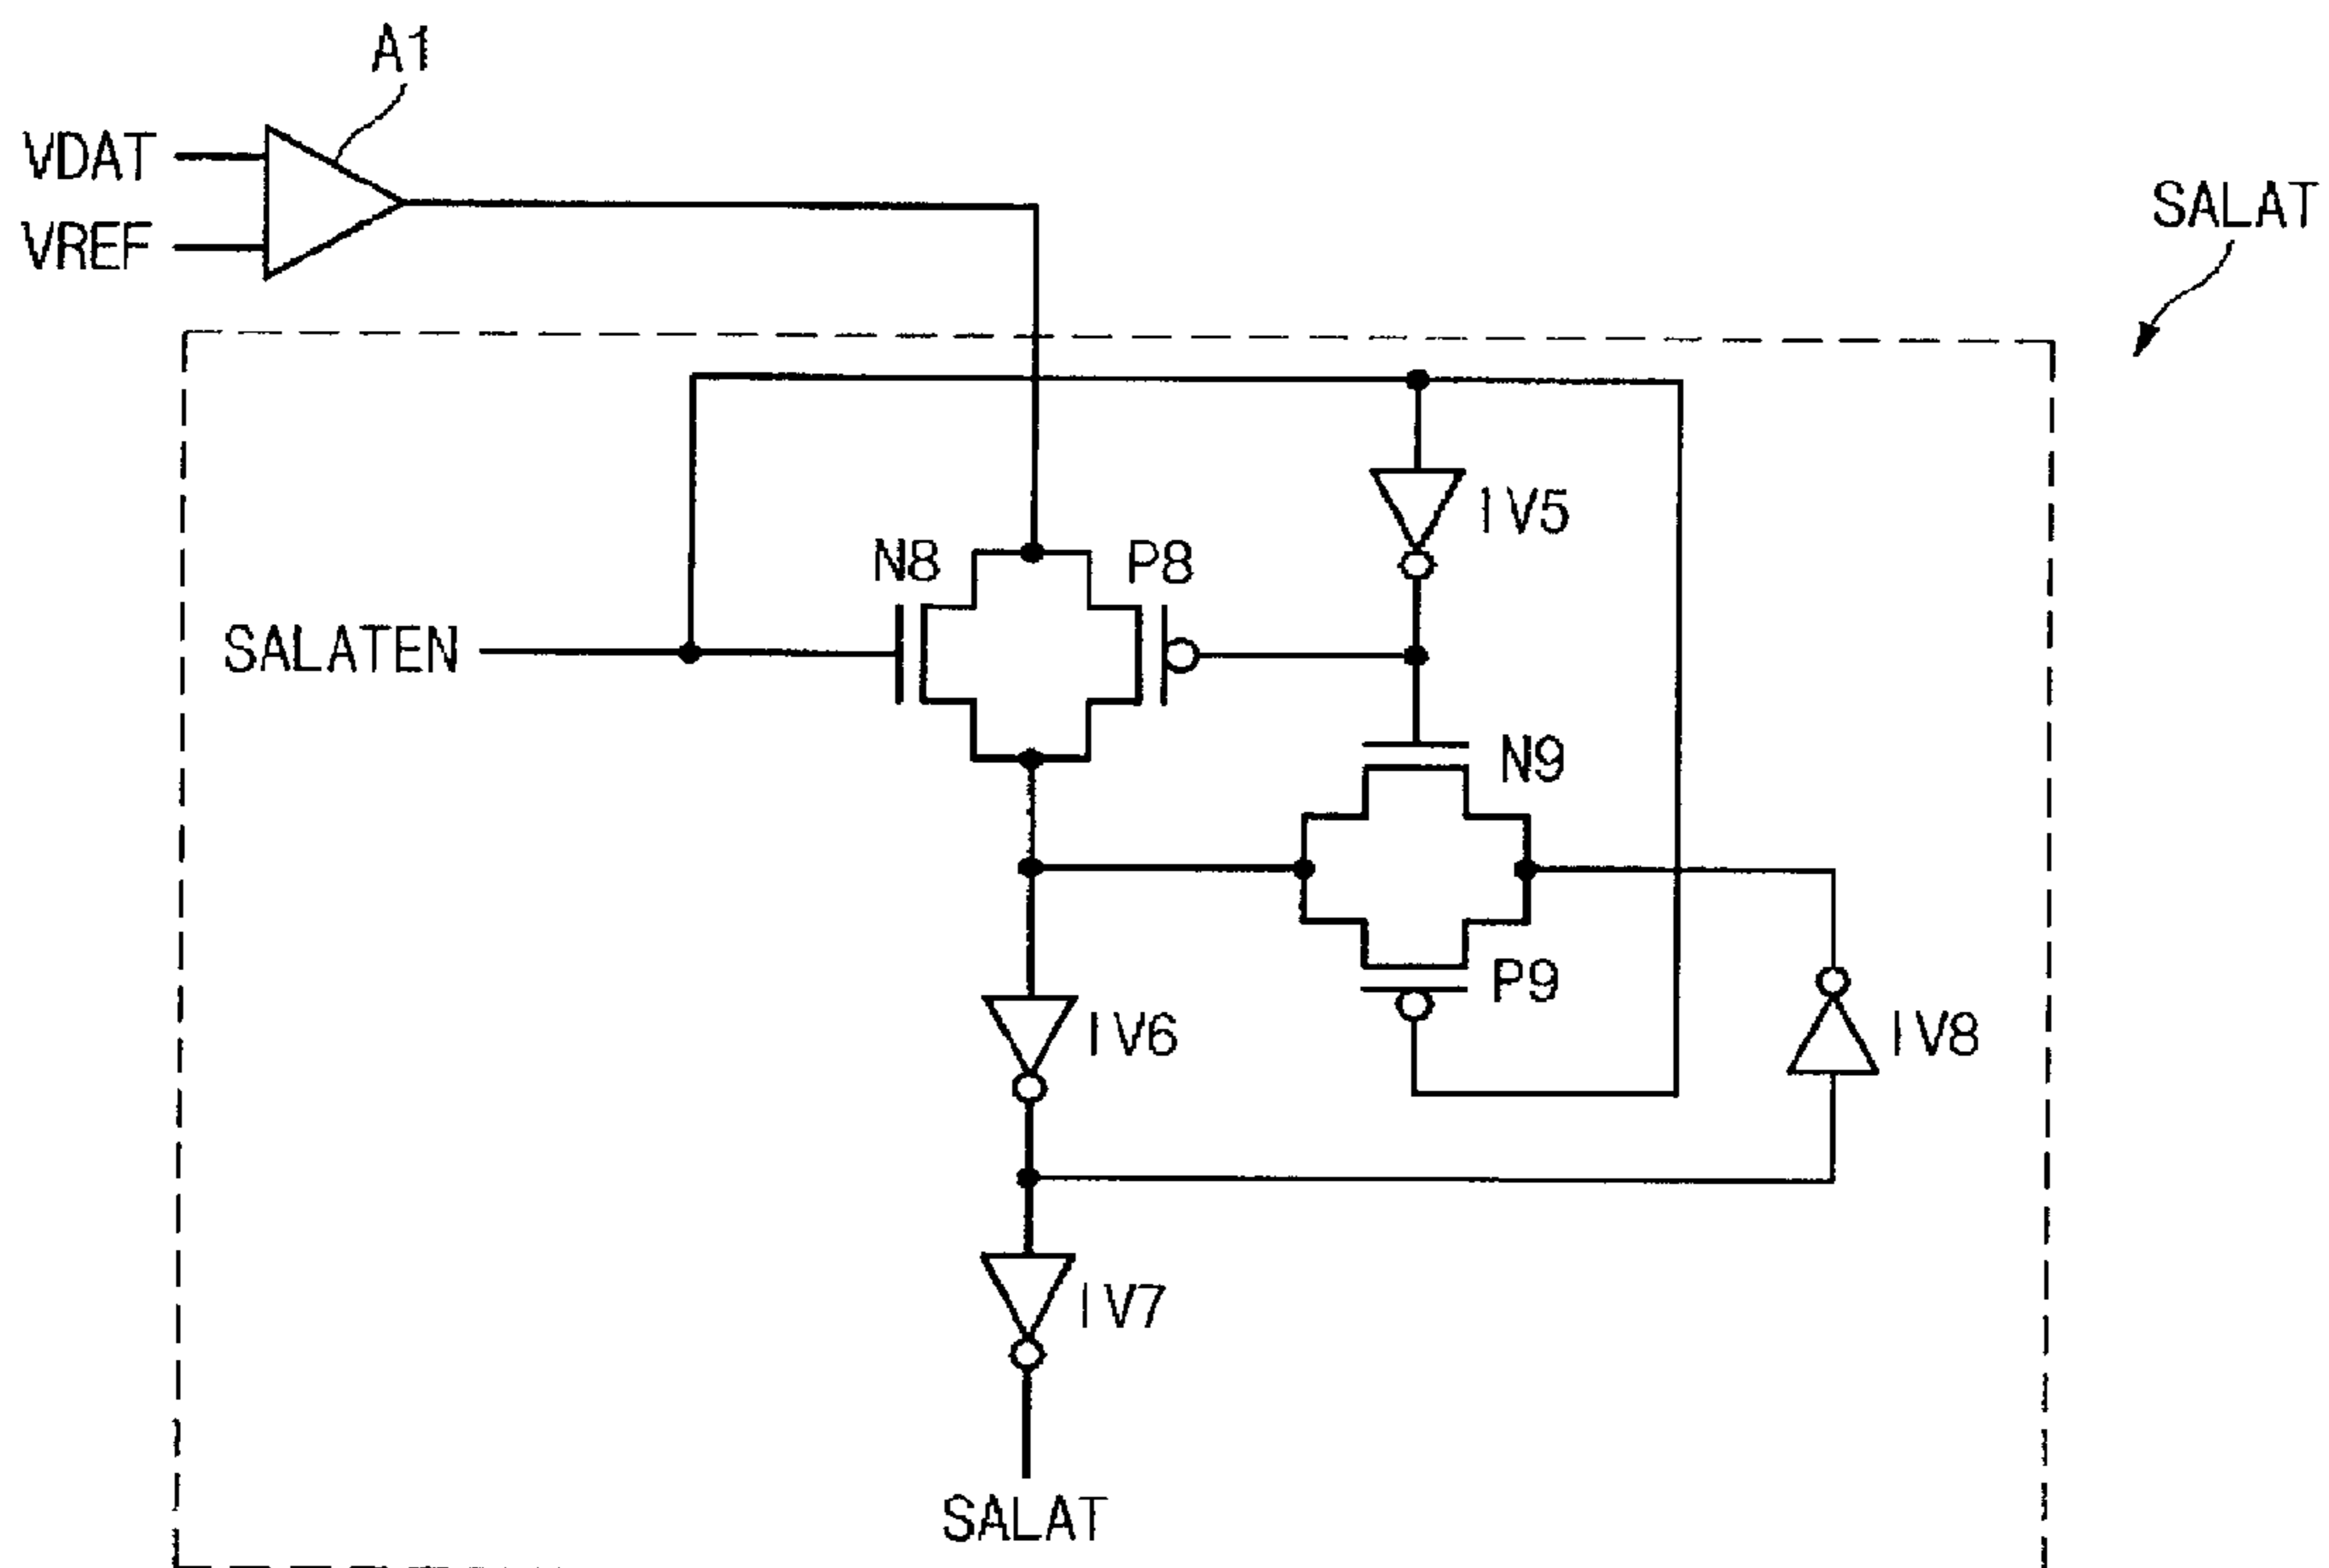 A1
VDAT
VREF
SALAT
IV5
N8
P8
SALATEN
N9
P9
IV6
IV8
IV7
SALAT